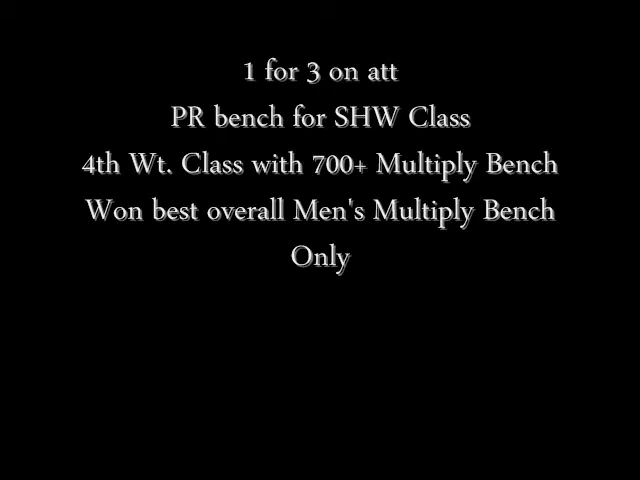 1 for 3 on att
PR bench for SHW Class
4th Wt. Class with 700+ Multiply Bench
Won best overall Men's Multiply Bench
Only